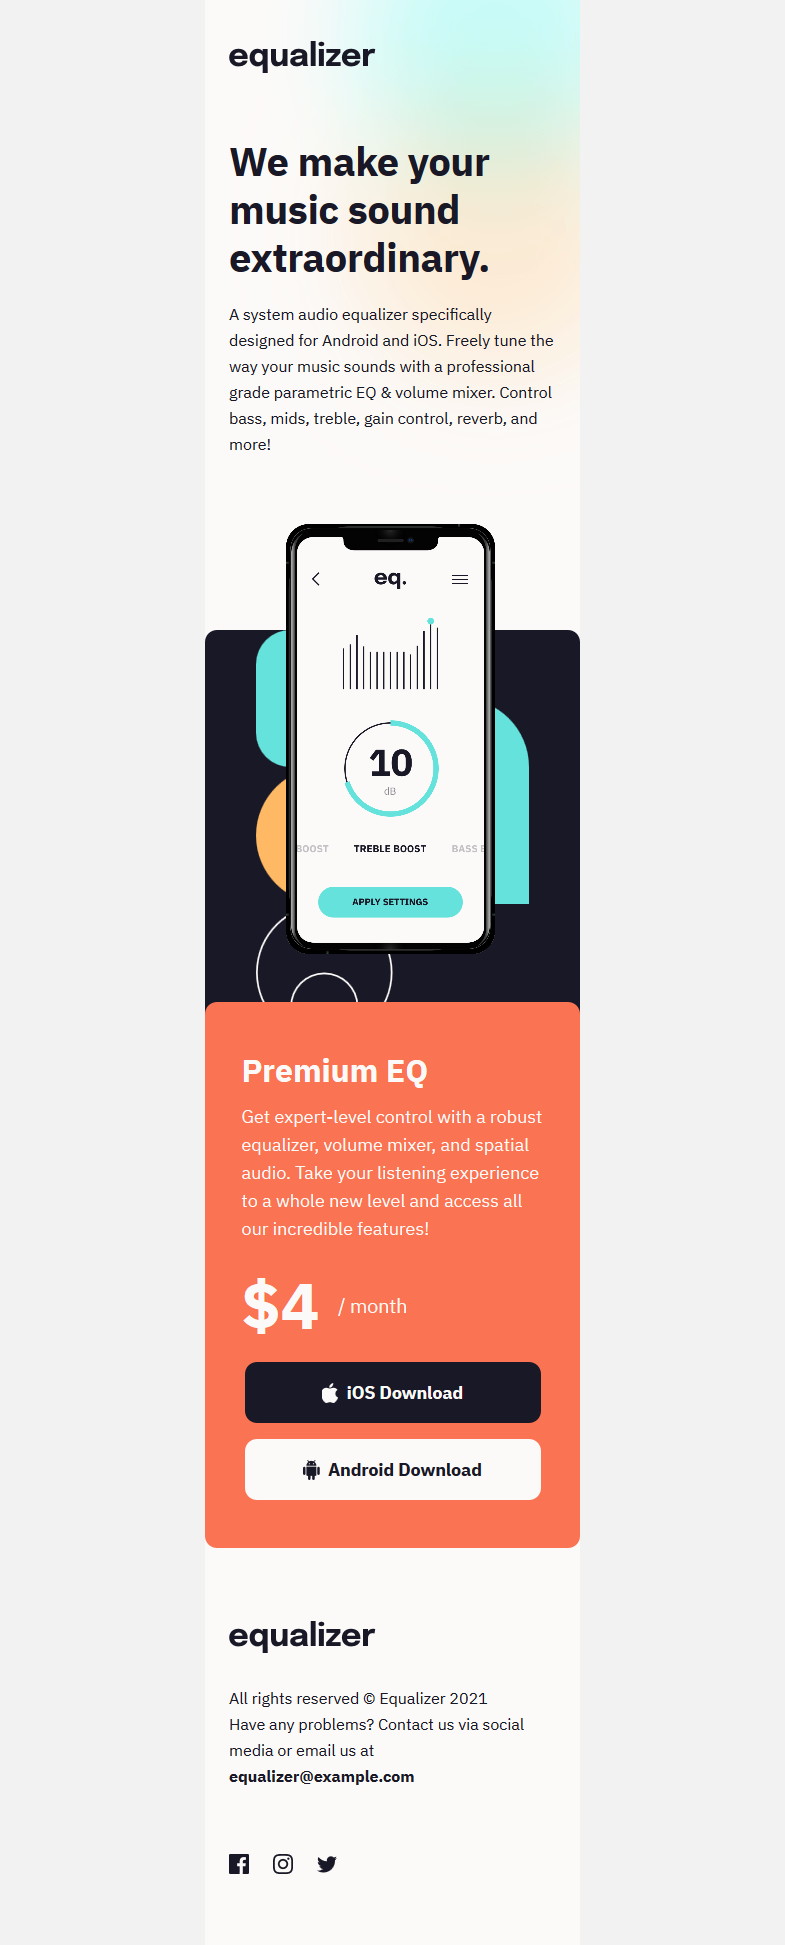 equalizer
We make your
music sound
extraordinary.
A system audio equalizer specifically
designed for Android and iOS. Freely tune the
way your music sounds with a professional
grade parametric EQ & volume mixer. Control
bass, mids, treble, gain control, reverb, and
more!
eq.
10
dB
BOOST TREBLE BOOST BASS
APPLY SETTINGS
Premium EQ
Get expert-level control with a robust
equalizer, volume mixer, and spatial
audio. Take your listening experience
to a whole new level and access all
our incredible features!
$4 / month
iOS Download
Android Download
equalizer
All rights reserved © Equalizer 2021
Have any problems? Contact us via social
media or email us at
equalizer@example.com